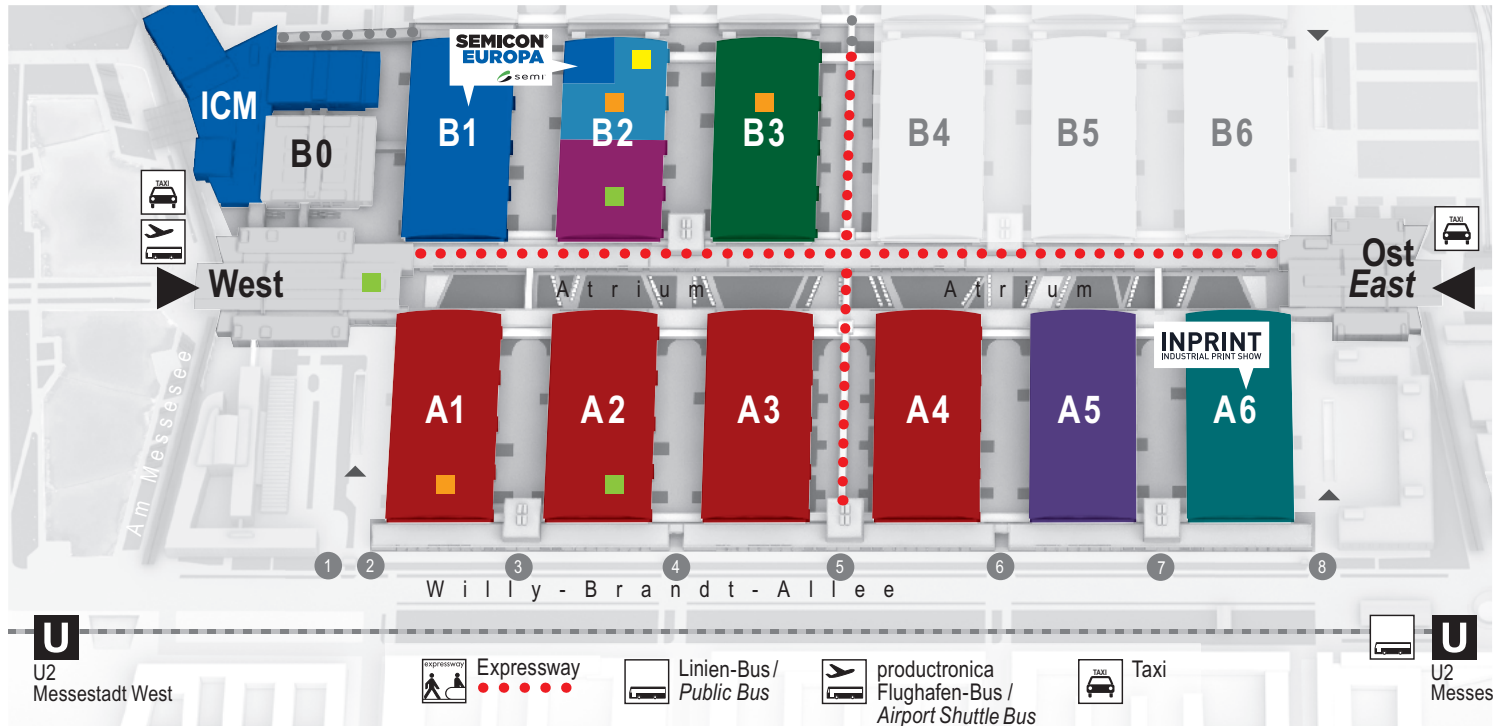 SEMICON®
EUROPA
semi
ICM
B0
B1
B2
B3
B4
B5
B6
TAXI
TAXI
West
Ost
East
Atrium
Atrium
INPRINT
INDUSTRIAL PRINT SHOW
A1
A2
A3
A4
A5
A6
Am Messesee
1
2
3
4
5
6
7
8
Willy-Brandt-Allee
U
U2
Messestadt West
expressway
Expressway
Linien-Bus /
Public Bus
productronica
Flughafen-Bus /
Airport Shuttle Bus
TAXI
Taxi
U
U2
Messes